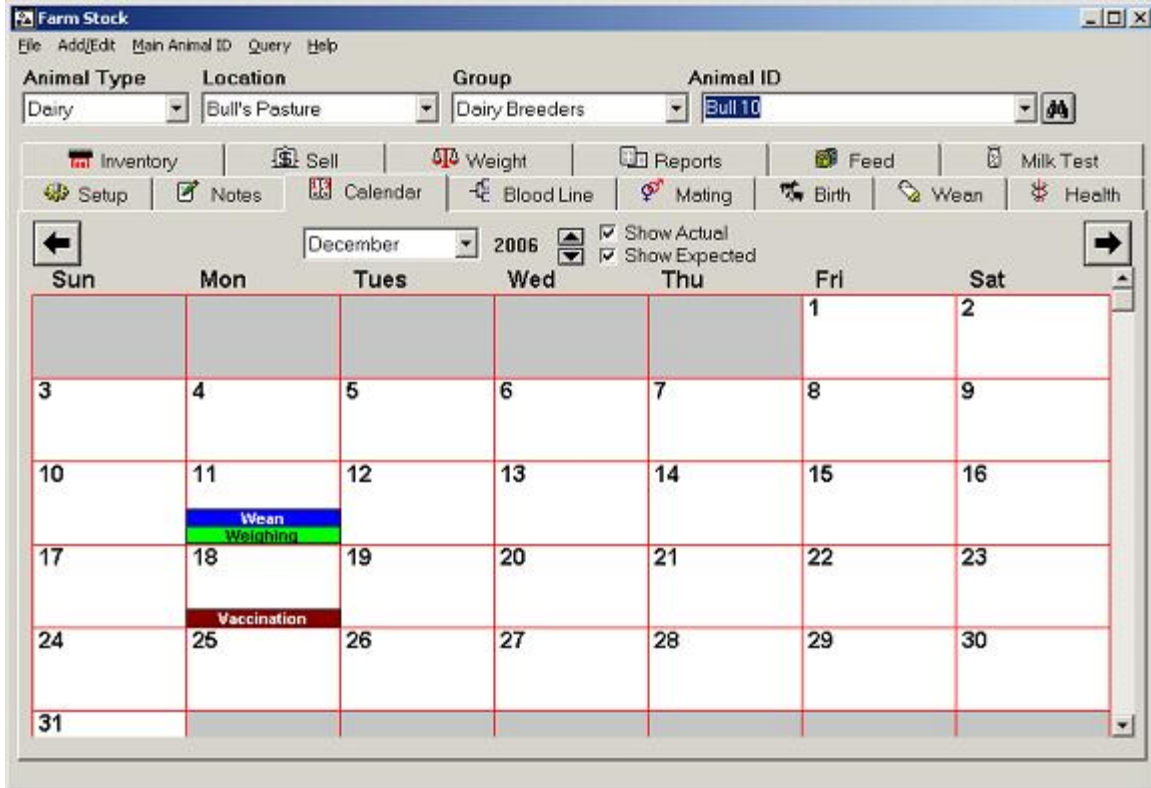 Farm Stock
File Add/Edit Main Animal ID Query Help
Animal Type Location Group Animal ID
Dairy Bull's Pasture Dairy Breeders Bull 10
Inventory Sell Weight Reports Feed Milk Test
Setup Notes Calendar Blood Line Mating Birth Wean Health
December 2006 Show Actual
Show Expected
Sun Mon Tues Wed Thu Fri Sat
1 2
3 4 5 6 7 8 9
10 11 12 13 14 15 16
Wean
Weighing
17 18 19 20 21 22 23
Vaccination
24 25 26 27 28 29 30
31